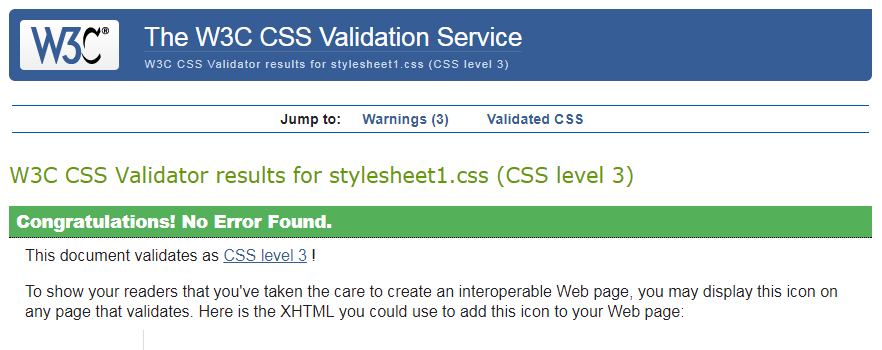 W3C®
The W3C CSS Validation Service
W3C CSS Validator results for stylesheet1.css (CSS level 3)
Jump to: Warnings (3) Validated CSS
W3C CSS Validator results for stylesheet1.css (CSS level 3)
Congratulations! No Error Found.
This document validates as CSS level 3 !
To show your readers that you've taken the care to create an interoperable Web page, you may display this icon on
any page that validates. Here is the XHTML you could use to add this icon to your Web page: